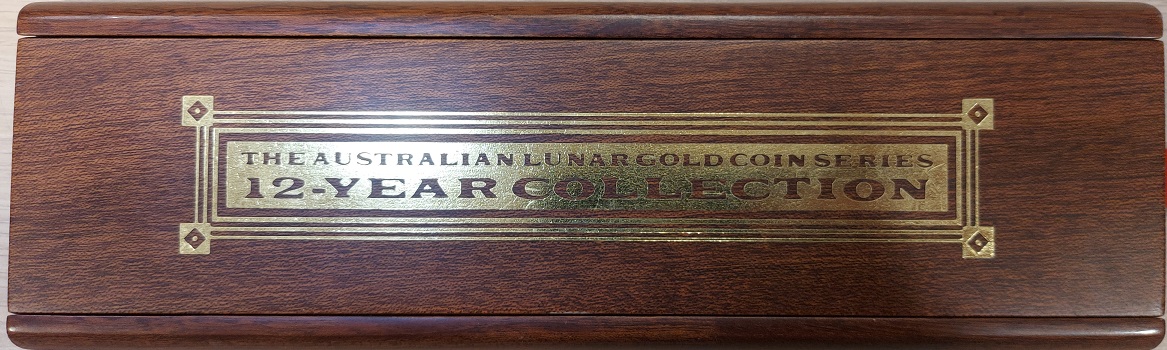 THE AUSTRALIAN LUNAR GOLD COIN SERIES
12-YEAR COLLECTION